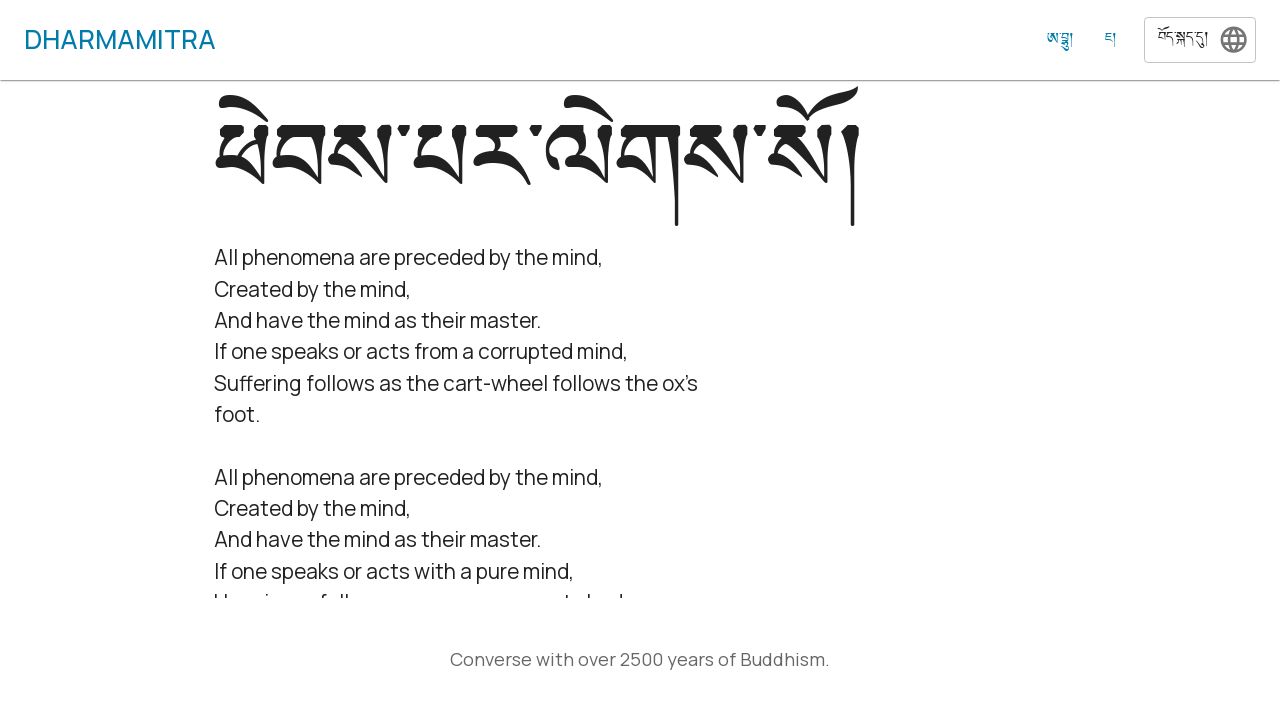 DHARMAMITRA
ཨ་བྷྲུ།
ང།
བོད་སྐད་དུ།
ཕེབས་པར་ལེགས་སོ།
All phenomena are preceded by the mind,
Created by the mind,
And have the mind as their master.
If one speaks or acts from a corrupted mind,
Suffering follows as the cart-wheel follows the ox’s
foot.
All phenomena are preceded by the mind,
Created by the mind,
And have the mind as their master.
If one speaks or acts with a pure mind,
Converse with over 2500 years of Buddhism.